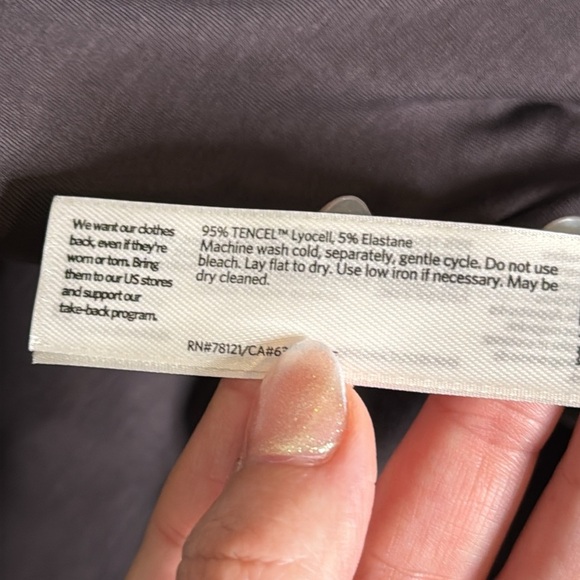 We want our clothes
back, even if they're
worn or torn. Bring
them to our US stores
and support our
take-back program.
95% TENCEL™ Lyocell, 5% Elastane
Machine wash cold, separately, gentle cycle. Do not use
bleach. Lay flat to dry. Use low iron if necessary. May be
dry cleaned.
RN#78121/CA#6